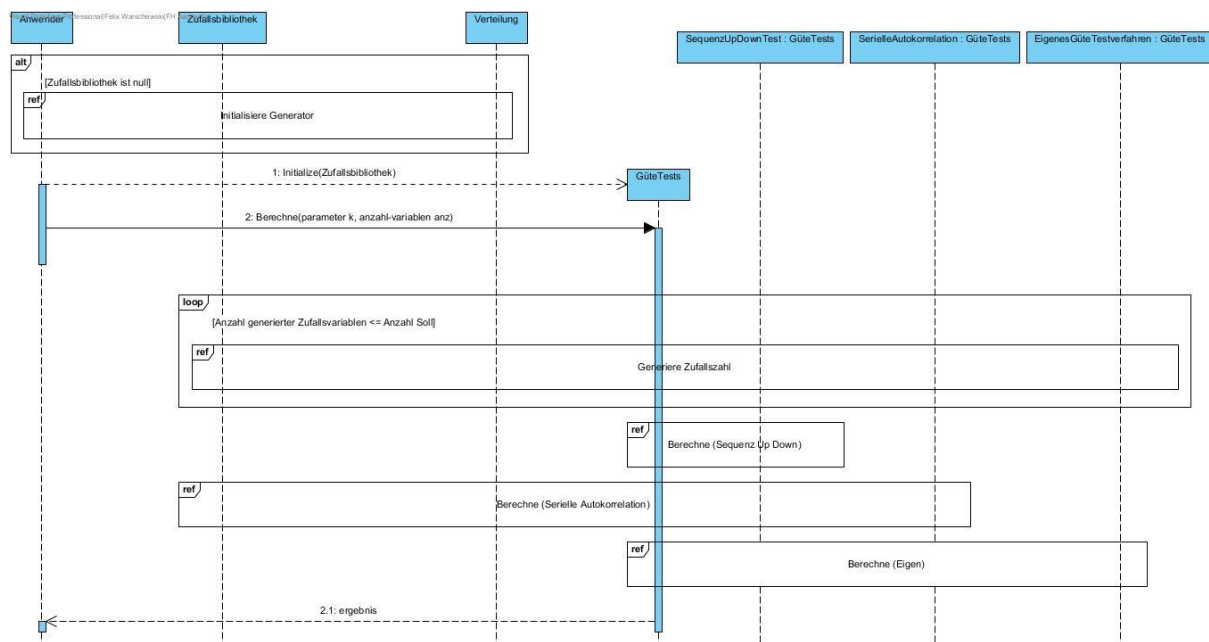 Anwender
Zufallsbibliothek
Verteilung
SequenzUpDownTest : GüteTests
SerielleAutokorrelation : GüteTests
EigenesGüteTestverfahren : GüteTests
alt
[Zufallsbibliothek ist null]
ref
Initialisiere Generator
1: Initialize(Zufallsbibliothek)
GüteTests
2: Berechne(parameter k, anzahl-variablen anz)
loop
[Anzahl generierter Zufallsvariablen <= Anzahl Soll]
ref
Generiere Zufallszahl
ref
Berechne (Sequenz Up Down)
ref
Berechne (Serielle Autokorrelation)
ref
Berechne (Eigen)
2.1: ergebnis